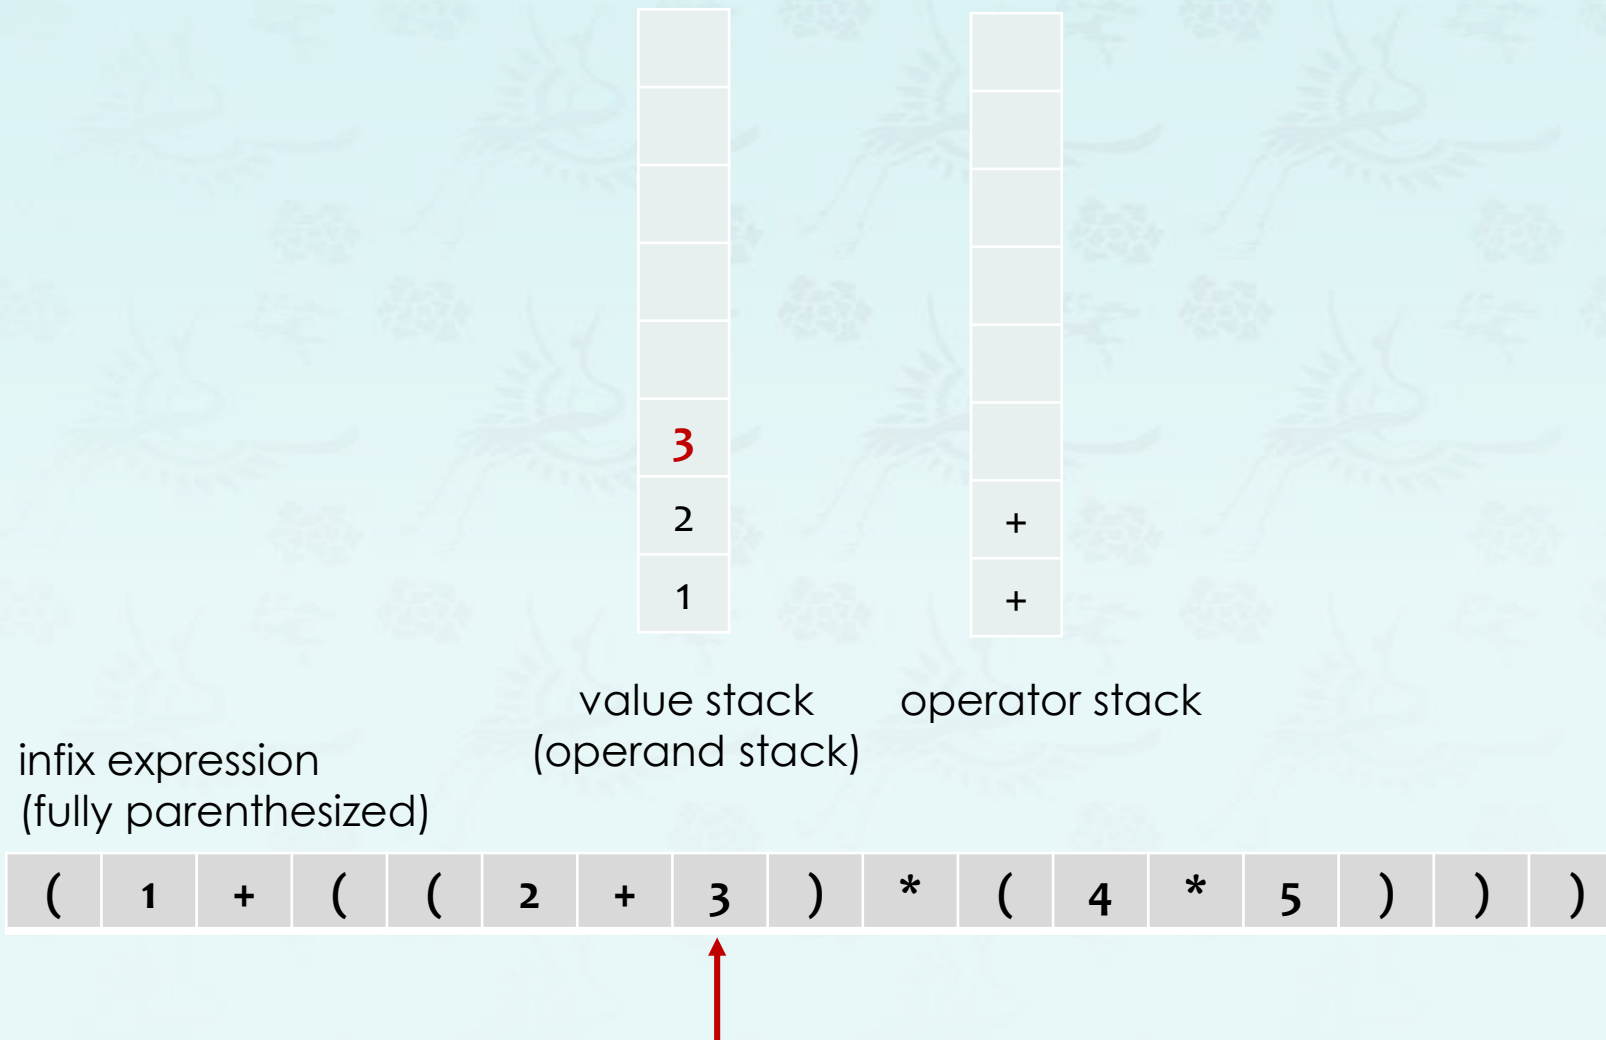 3
2 +
1 +
value stack operator stack
(operand stack)
infix expression
(fully parenthesized)
( 1 + ( ( 2 + 3 ) * ( 4 * 5 ) ) )